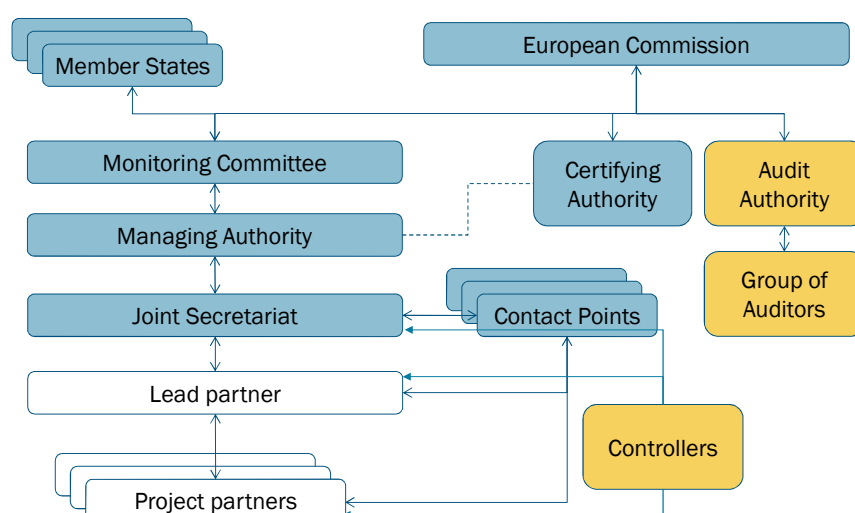 European Commission
Member States
Monitoring Committee
Certifying
Authority
Audit
Authority
Managing Authority
Group of
Auditors
Joint Secretariat
Contact Points
Lead partner
Controllers
Project partners